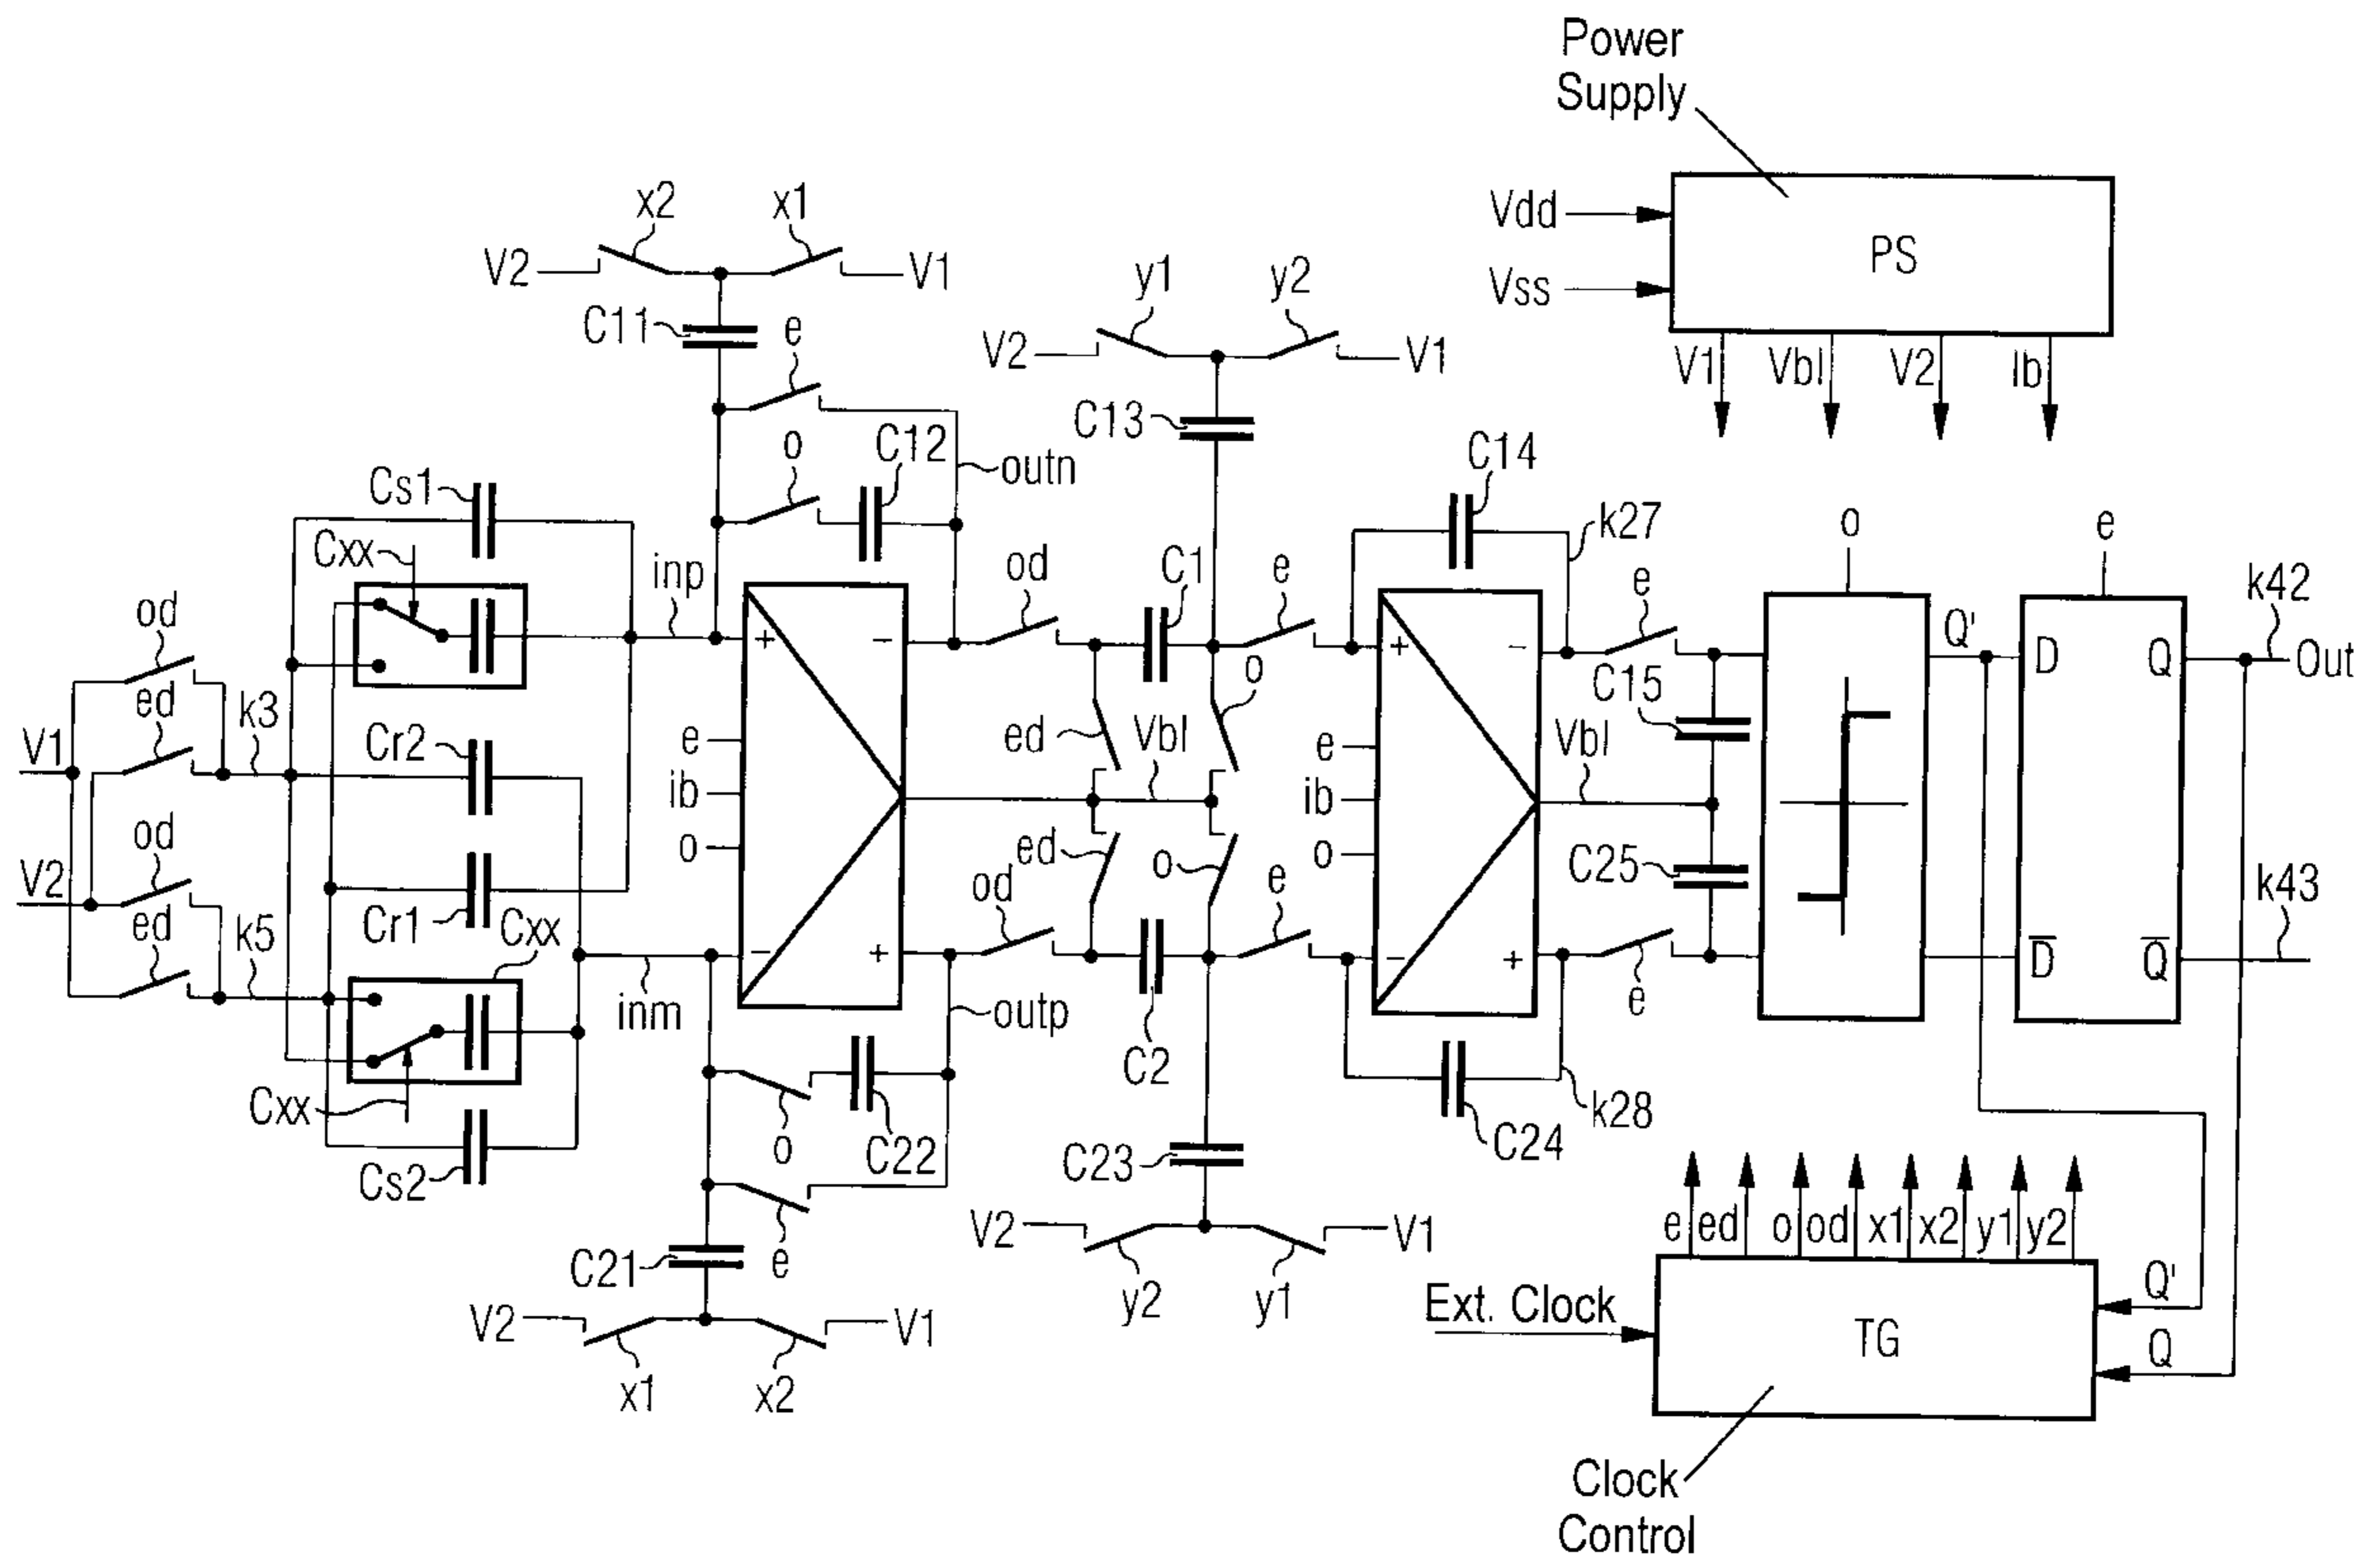 Power
Supply
Vdd
Vss
PS
V1
Vbl
V2
Ib
x2
x1
V2
V1
C11
e
o
C12
outn
y1
y2
V2
V1
C13
C14
k27
Cs1
Cxx
inp
od
C1
e
e
o
e
k42
Q'
D
Q
Out
od
ed
k3
V1
Cr2
e
ib
o
ed
Vbl
o
e
ib
o
C15
Vbl
V2
od
ed
k5
Cr1
Cxx
ed
o
od
e
C25
k43
D
Q
inm
outp
C2
e
Cxx
Cs2
o
C22
e
C21
C23
C24
k28
V2
V1
x1
x2
V2
V1
y2
y1
+
−
−
+
+
−
−
+
e
ed
o
od
x1
x2
y1
y2
Ext. Clock
TG
Q'
Q
Clock
Control